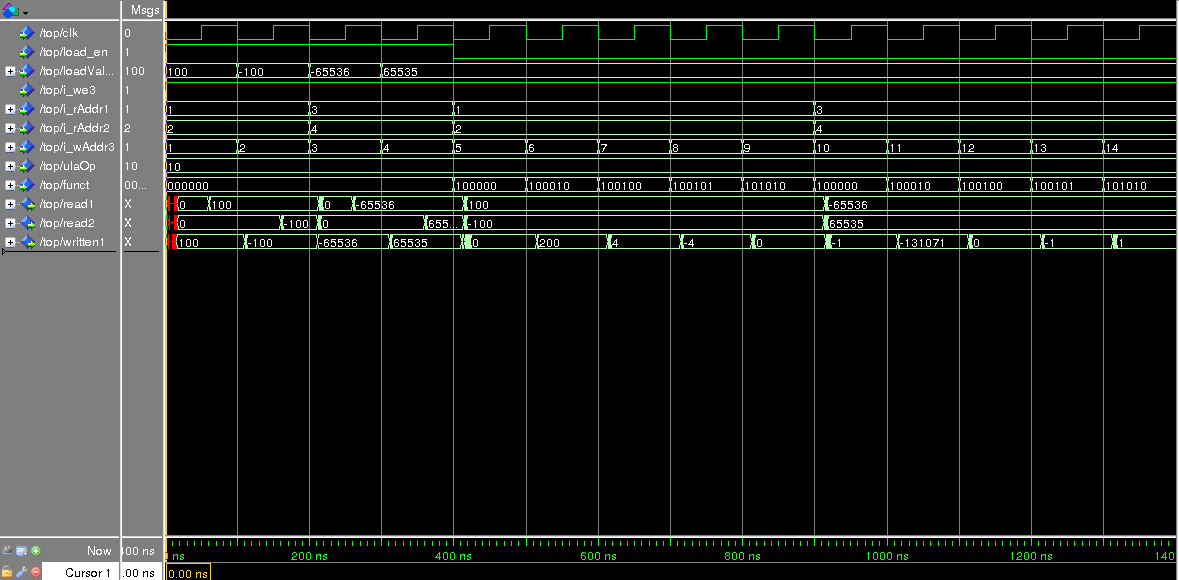 Msgs
/top/clk 0
/top/load_en 1
/top/loadVal... 100 100 -100 -65536 65535
/top/i_we3 1
/top/i_rAddr1 1 1 3 1 3
/top/i_rAddr2 2 2 4 2 4
/top/i_wAddr3 1 1 2 3 4 5 6 7 8 9 10 11 12 13 14
/top/ulaOp 10 10
/top/funct 00... 000000 100000 100010 100100 100101 101010 100000 100010 100100 100101 101010
/top/read1 X 0 100 0 -65536 100 -65536
/top/read2 X 0 -100 0 655... -100 65535
/top/written1 X 100 -100 -65536 65535 0 200 4 -4 0 -1 -131071 0 -1 1
Now 400 ns ns 200 ns 400 ns 600 ns 800 ns 1000 ns 1200 ns 140
Cursor 1 .00 ns 0.00 ns